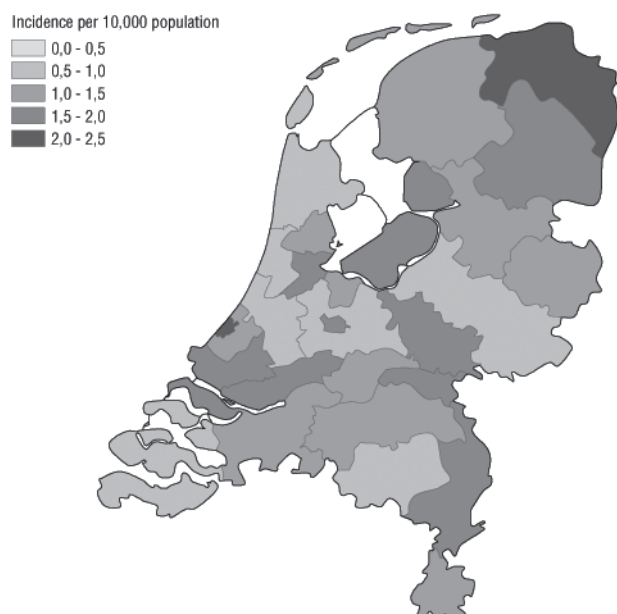 Incidence per 10,000 population
0,0 - 0,5
0,5 - 1,0
1,0 - 1,5
1,5 - 2,0
2,0 - 2,5